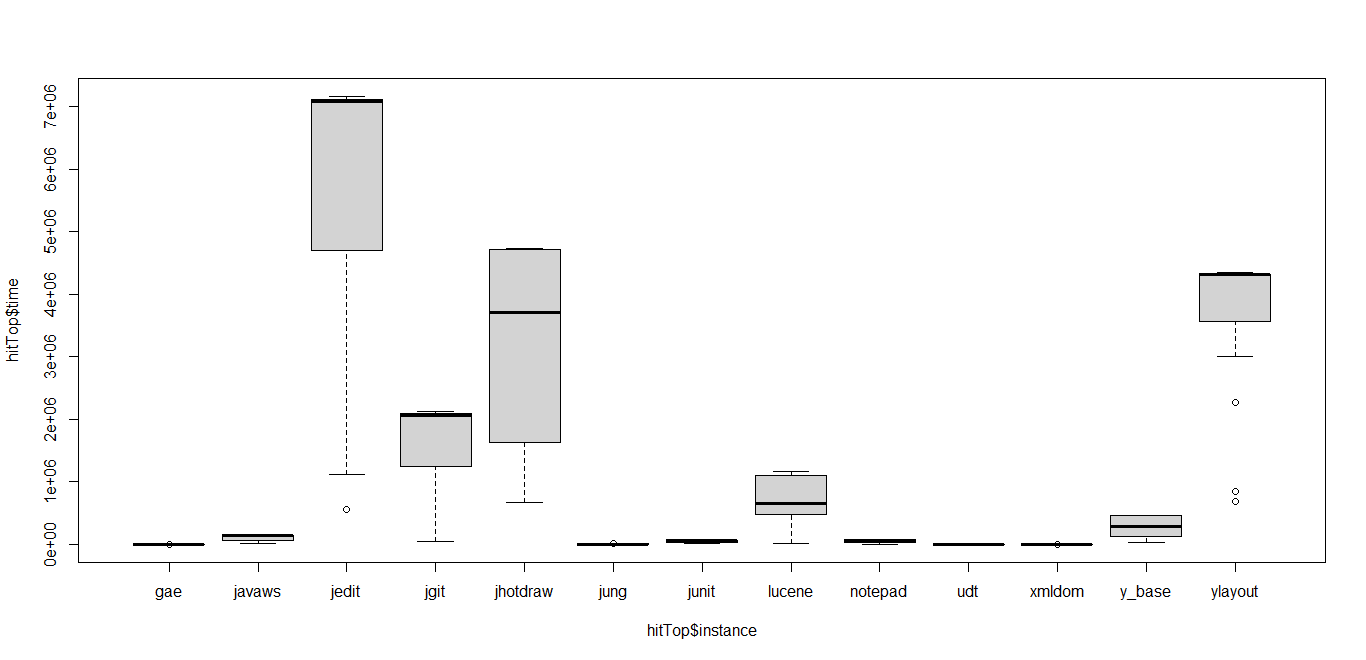 hitTop$time
7e+06
6e+06
5e+06
4e+06
3e+06
2e+06
1e+06
0e+00
gae javaws jedit jgit jhotdraw jung junit lucene notepad udt xmldom y_base ylayout
hitTop$instance